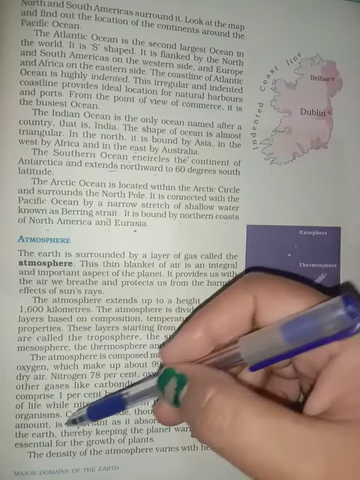 North and South Americas surround it. Look at the map
and find out the location of the continents around the
Pacific Ocean.
The Atlantic Ocean is the second largest Ocean in
the world. It is 'S' shaped. It is flanked by the North
and South Americas on the western side, and Europe
and Africa on the eastern side. The coastline of Atlantic
Ocean is highly indented. This irregular and indented
coastline provides ideal location for natural harbours
and ports. From the point of view of commerce, it is
the busiest Ocean.
The Indian Ocean is the only ocean named after a
country, that is, India. The shape of ocean is almost
triangular. In the north, it is bound by Asia, in the
west by Africa and in the east by Australia.
The Southern Ocean encircles the continent of
Antarctica and extends northward to 60 degrees south
latitude.
The Arctic Ocean is located within the Arctic Circle
and surrounds the North Pole. It is connected with the
Pacific Ocean by a narrow stretch of shallow water
known as Berring strait. It is bound by northern coasts
of North America and Eurasia.
ATMOSPHERE
The earth is surrounded by a layer of gas called the
atmosphere. This thin blanket of air is an integral
and important aspect of the planet. It provides us with
the air we breathe and protects us from the
effects of sun's rays.
The atmosphere extends up to a height
1,600 kilometres. The atmosphere is
layers based on composition,
properties. These layers starting from
are called the troposphere, the
mesosphere, the thermosphere
The atmosphere is composed
oxygen, which make up about
dry air. Nitrogen 78 per cent,
other gases like
comprise 1 per cent
of life while
organisms.
amount, is as it
the earth, thereby keeping the planet
essential for the growth of plants.
The density of the atmosphere varies with
MAJOR DOMAINS OF THE EARTH
Indented Coast line
Belfast
Dublin
Exosphere
Thermosphere